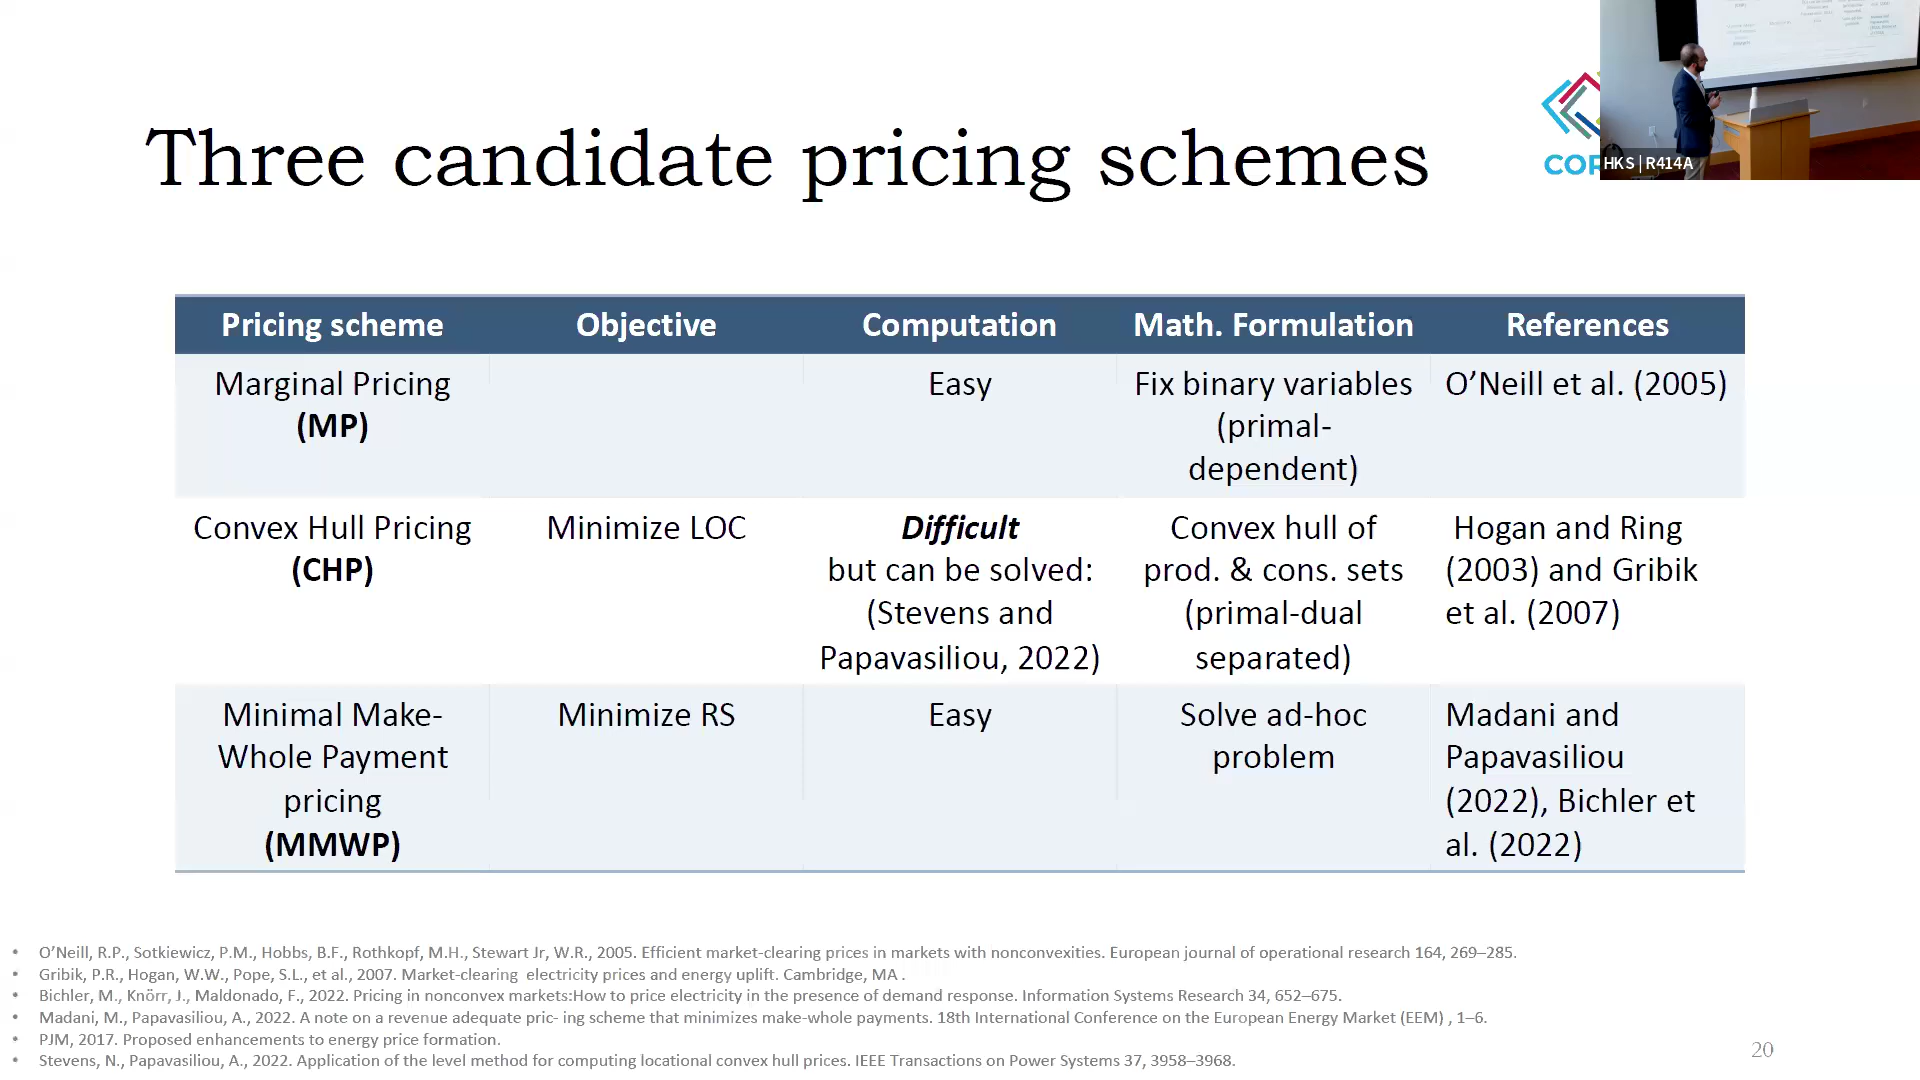 Three candidate pricing schemes
HKS | R414A
Pricing scheme Objective Computation Math. Formulation References
Marginal Pricing Easy Fix binary variables O’Neill et al. (2005)
(MP) (primal-
dependent)
Convex Hull Pricing Minimize LOC Difficult Convex hull of Hogan and Ring
(CHP) but can be solved: prod. & cons. sets (2003) and Gribik
(Stevens and (primal-dual et al. (2007)
Papavasiliou, 2022) separated)
Minimal Make- Minimize RS Easy Solve ad-hoc Madani and
Whole Payment problem Papavasiliou
pricing (2022), Bichler et
(MMWP) al. (2022)
• O’Neill, R.P., Sotkiewicz, P.M., Hobbs, B.F., Rothkopf, M.H., Stewart Jr, W.R., 2005. Efficient market-clearing prices in markets with nonconvexities. European journal of operational research 164, 269–285.
• Gribik, P.R., Hogan, W.W., Pope, S.L., et al., 2007. Market-clearing electricity prices and energy uplift. Cambridge, MA .
• Bichler, M., Knörr, J., Maldonado, F., 2022. Pricing in nonconvex markets:How to price electricity in the presence of demand response. Information Systems Research 34, 652–675.
• Madani, M., Papavasiliou, A., 2022. A note on a revenue adequate pric- ing scheme that minimizes make-whole payments. 18th International Conference on the European Energy Market (EEM) , 1–6.
• PJM, 2017. Proposed enhancements to energy price formation.
• Stevens, N., Papavasiliou, A., 2022. Application of the level method for computing locational convex hull prices. IEEE Transactions on Power Systems 37, 3958–3968.
20